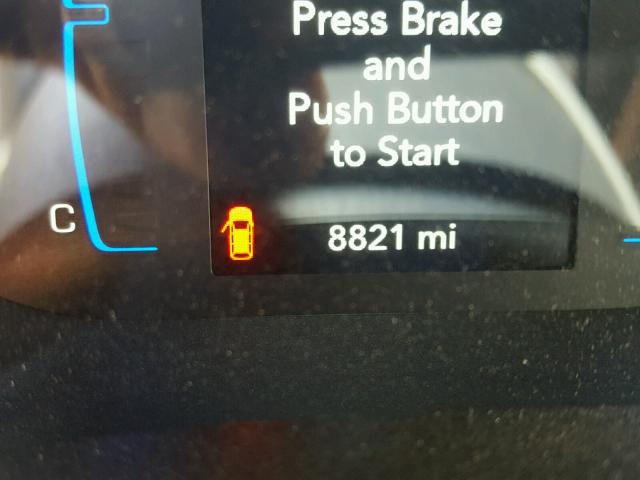 Press Brake
and
Push Button
to Start
C
8821 mi